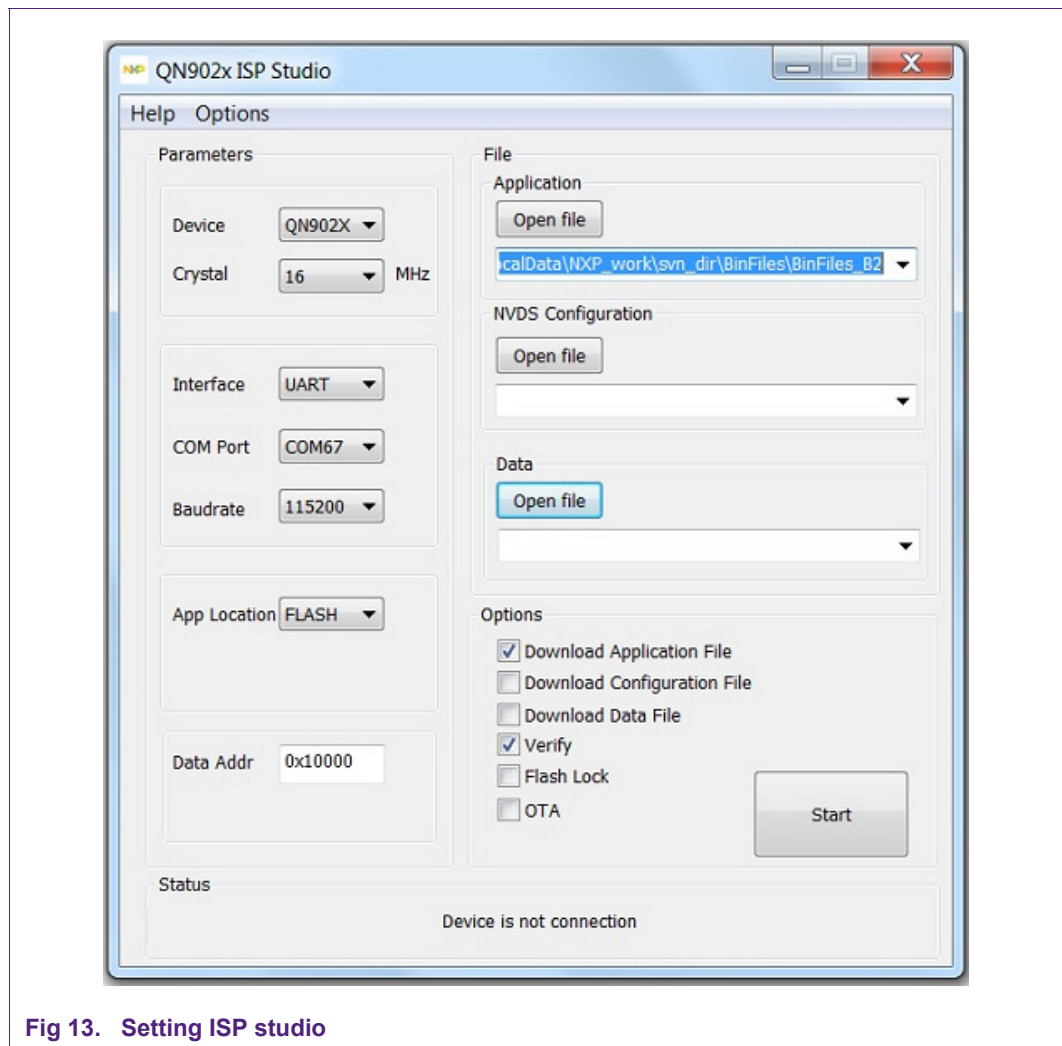 NXP QN902x ISP Studio
Help Options
Parameters
Device QN902X
Crystal 16 MHz
Interface UART
COM Port COM67
Baudrate 115200
App Location FLASH
Data Addr 0x10000
File
Application
Open file
calData\NXP_work\svn_dir\BinFiles\BinFiles_B2
NVDS Configuration
Open file
Data
Open file
Options
Download Application File
Download Configuration File
Download Data File
Verify
Flash Lock
OTA
Start
Status
Device is not connection
Fig 13. Setting ISP studio